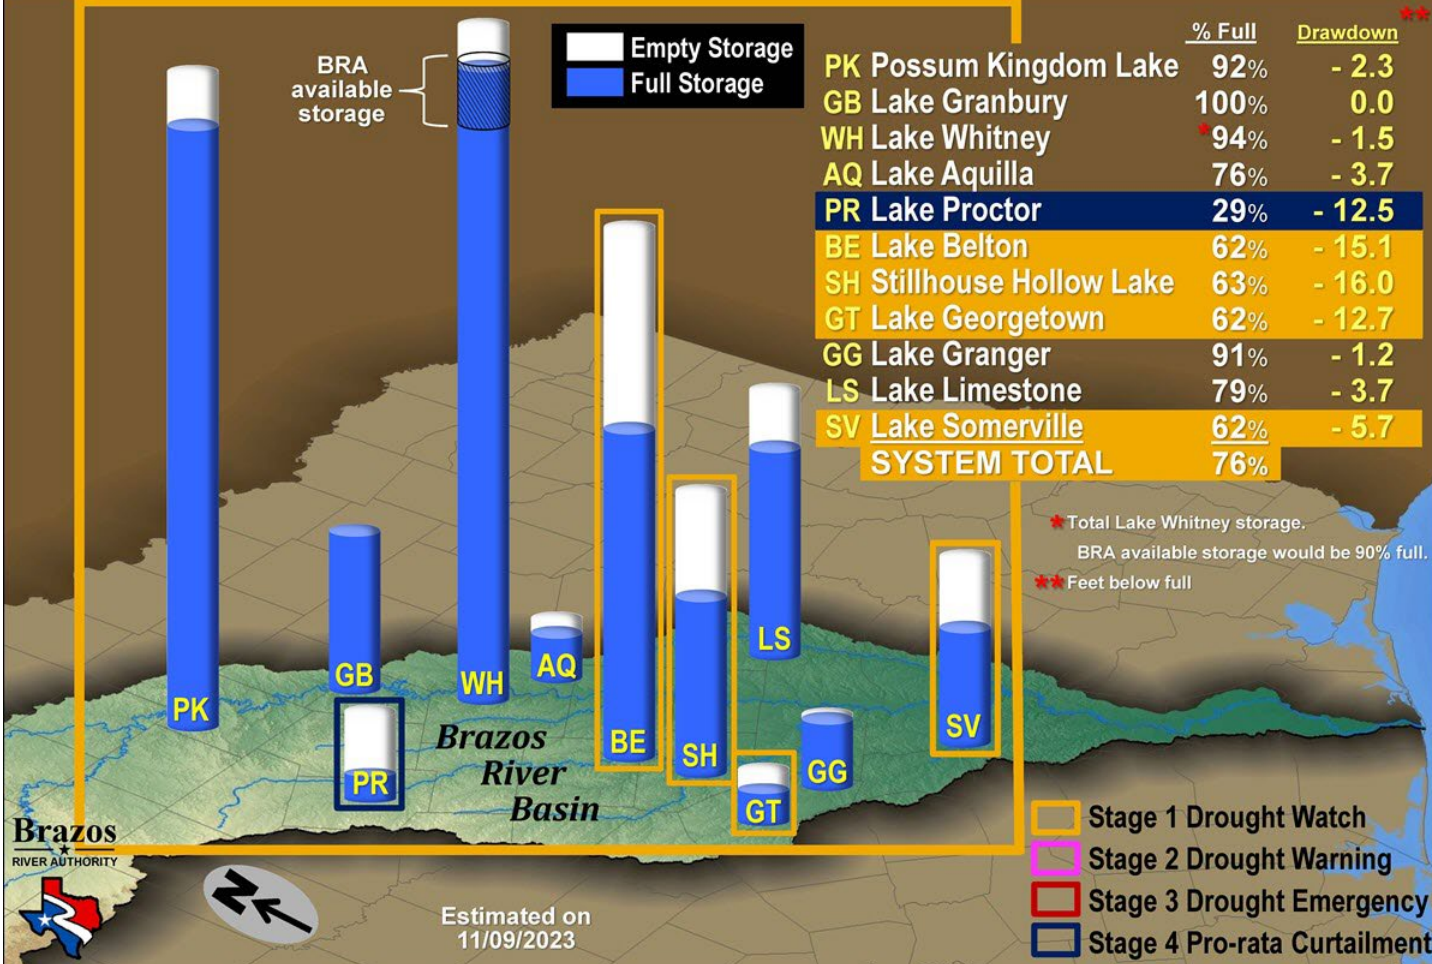 **
% Full Drawdown
PK Possum Kingdom Lake 92% - 2.3
GB Lake Granbury 100% 0.0
WH Lake Whitney *94% - 1.5
AQ Lake Aquilla 76% - 3.7
PR Lake Proctor 29% - 12.5
BE Lake Belton 62% - 15.1
SH Stillhouse Hollow Lake 63% - 16.0
GT Lake Georgetown 62% - 12.7
GG Lake Granger 91% - 1.2
LS Lake Limestone 79% - 3.7
SV Lake Somerville 62% - 5.7
SYSTEM TOTAL 76%
* Total Lake Whitney storage.
BRA available storage would be 90% full.
** Feet below full
Empty Storage
Full Storage
BRA
available
storage
PK
GB
WH
AQ
LS
PR
BE
SH
GT
GG
SV
Brazos
River
Basin
Brazos
RIVER AUTHORITY
N
Estimated on
11/09/2023
Stage 1 Drought Watch
Stage 2 Drought Warning
Stage 3 Drought Emergency
Stage 4 Pro-rata Curtailment